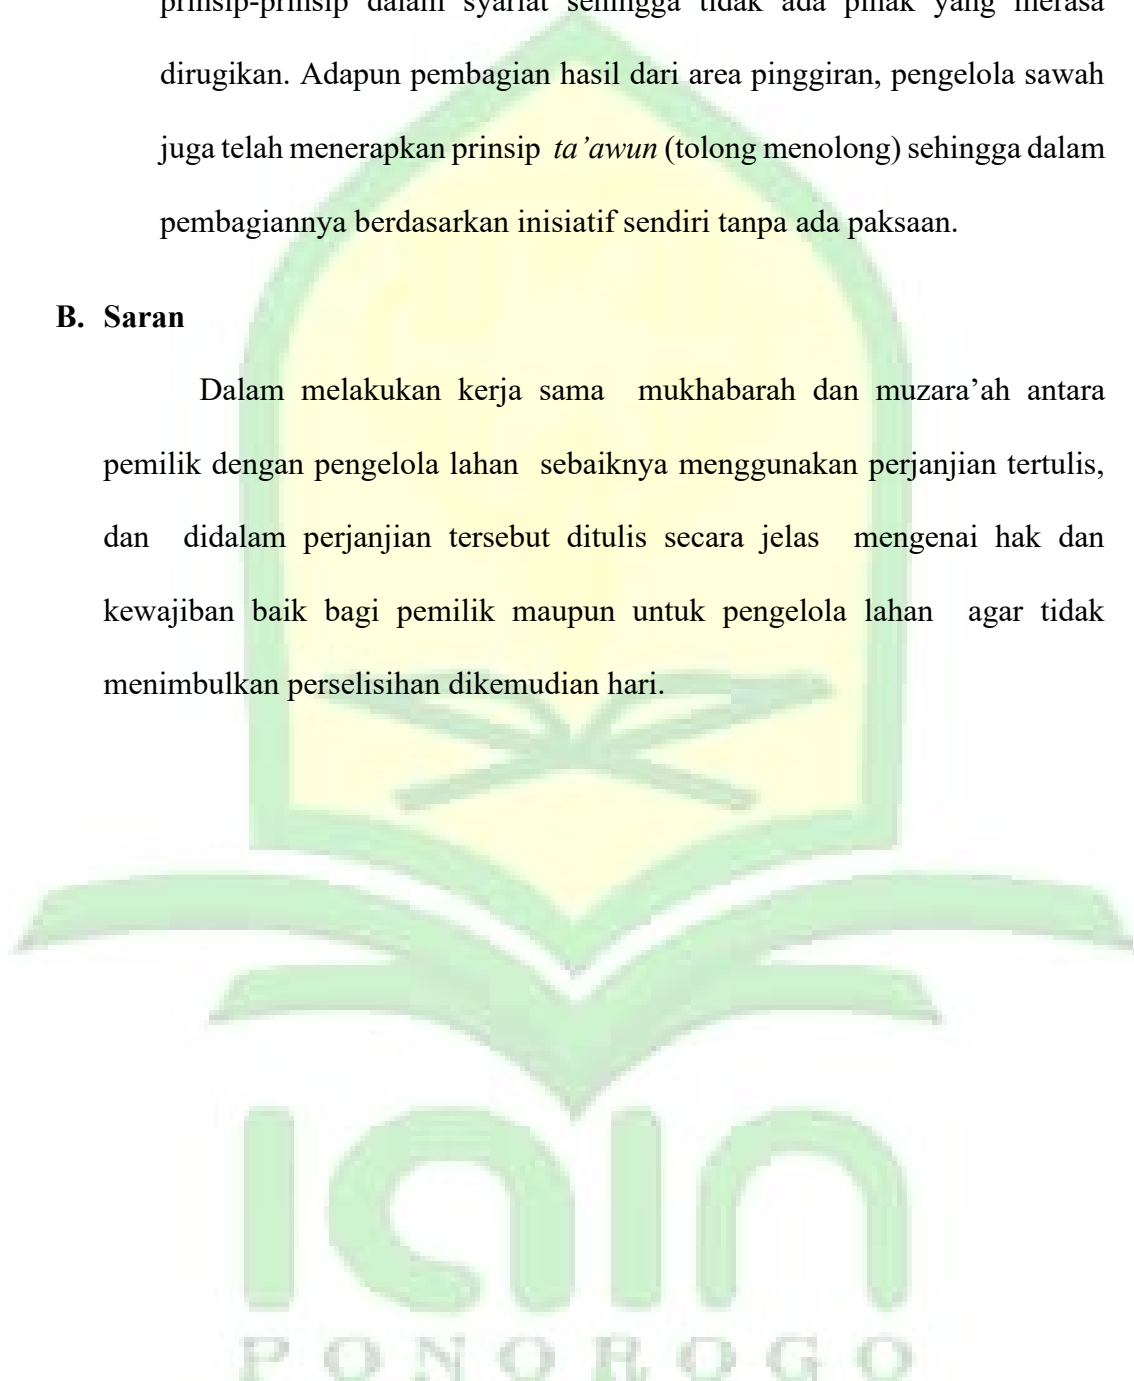 prinsip-prinsip dalam syariat sehingga tidak ada pihak yang merasa
dirugikan. Adapun pembagian hasil dari area pinggiran, pengelola sawah
juga telah menerapkan prinsip ta’awun (tolong menolong) sehingga dalam
pembagiannya berdasarkan inisiatif sendiri tanpa ada paksaan.
B. Saran
Dalam melakukan kerja sama mukhabarah dan muzara’ah antara
pemilik dengan pengelola lahan sebaiknya menggunakan perjanjian tertulis,
dan didalam perjanjian tersebut ditulis secara jelas mengenai hak dan
kewajiban baik bagi pemilik maupun untuk pengelola lahan agar tidak
menimbulkan perselisihan dikemudian hari.
iain
PONOROGO